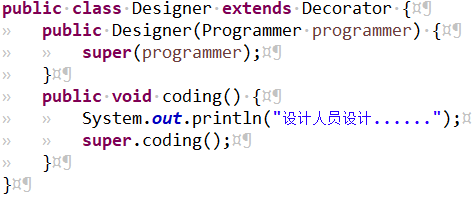 public class Designer extends Decorator {
    public Designer(Programmer programmer) {
        super(programmer);
    }
    public void coding() {
        System.out.println("设计人员设计......");
        super.coding();
    }
}